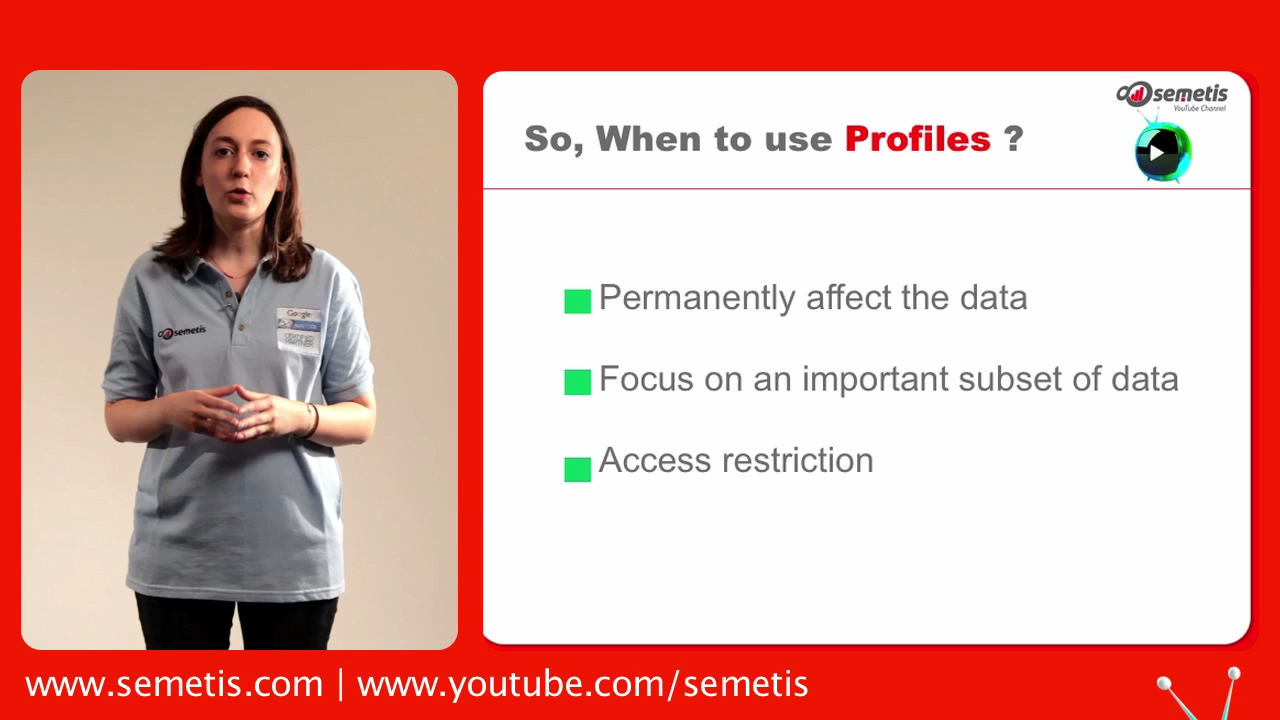 semetis
YouTube Channel
So, When to use Profiles ?
Permanently affect the data
Focus on an important subset of data
Access restriction
semetis
Google
www.semetis.com | www.youtube.com/semetis